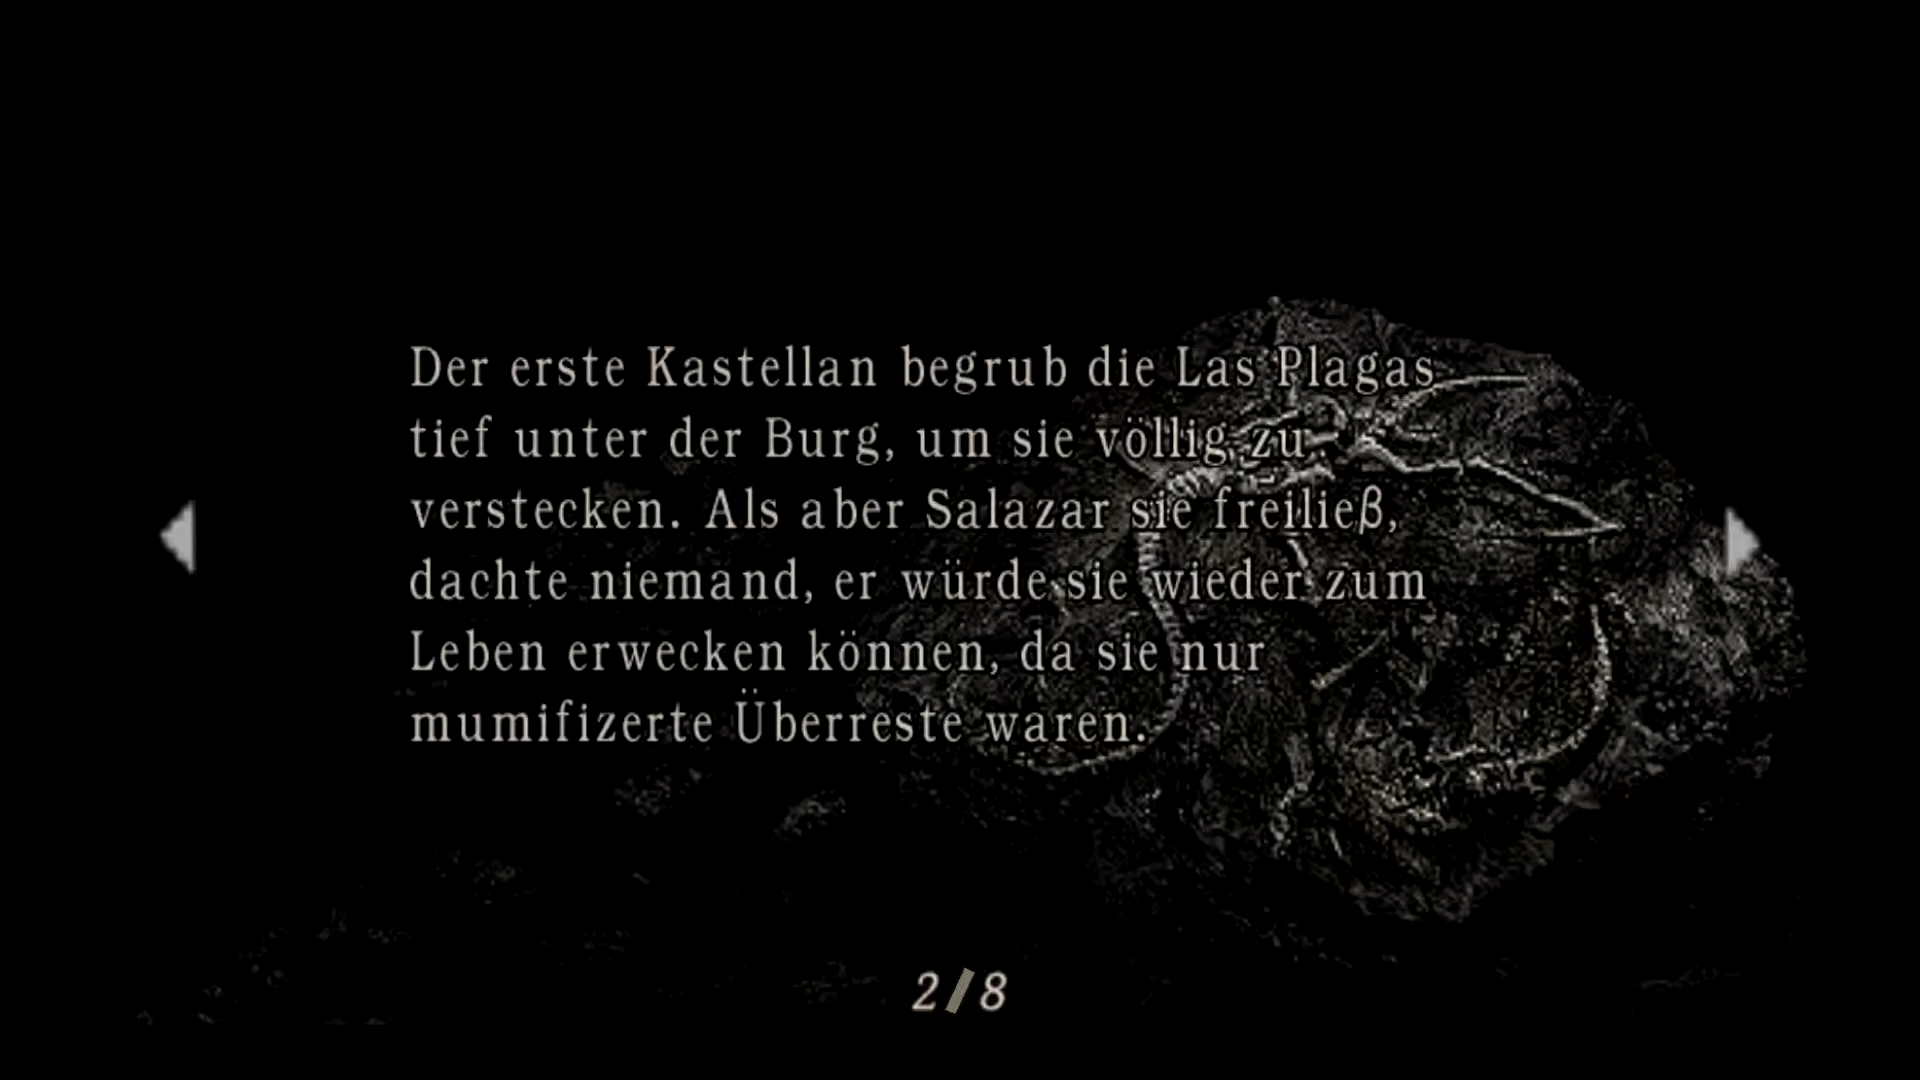 Der erste Kastellan begrub die Las Plagas
tief unter der Burg, um sie völlig zu
verstecken. Als aber Salazar sie freiließ,
dachte niemand, er würde sie wieder zum
Leben erwecken können, da sie nur
mumifizerte Überreste waren.
2/8